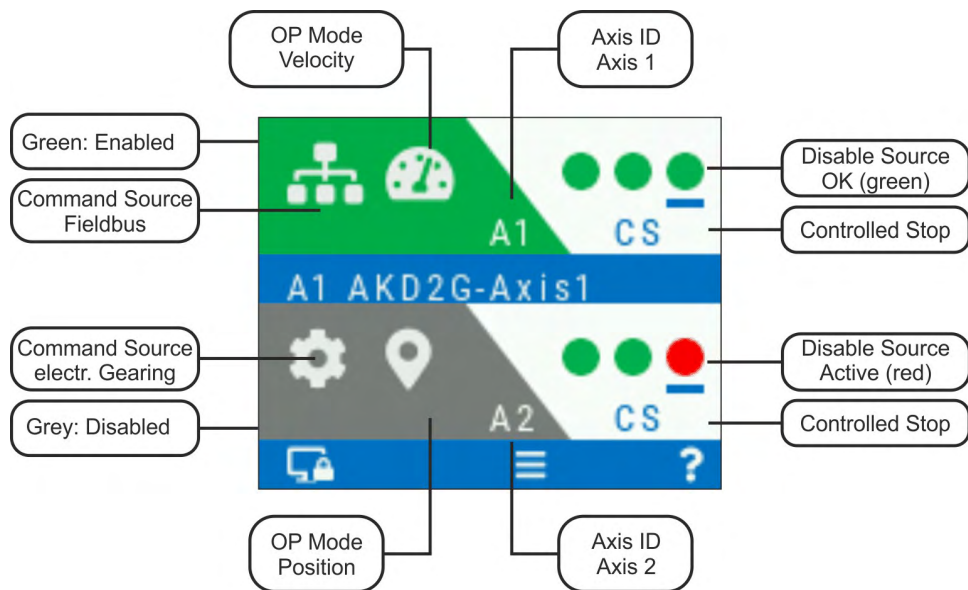 OP Mode
Velocity
Axis ID
Axis 1
Green: Enabled
Command Source
Fieldbus
Disable Source
OK (green)
Controlled Stop
A1
CS
A1 AKD2G-Axis1
Command Source
electr. Gearing
Grey: Disabled
Disable Source
Active (red)
Controlled Stop
A2
CS
?
OP Mode
Position
Axis ID
Axis 2